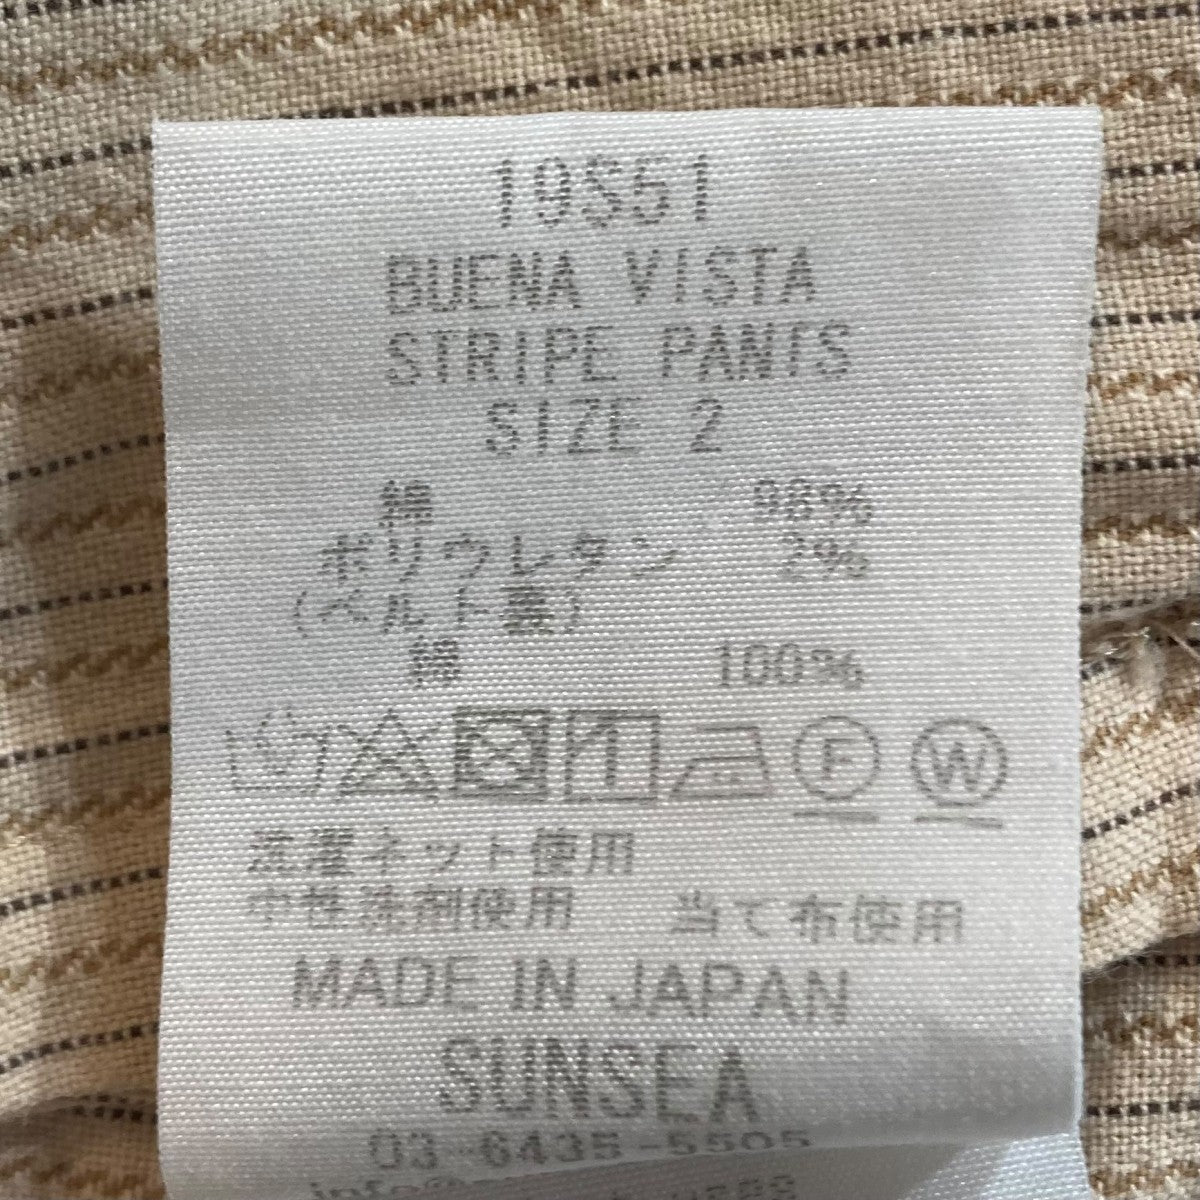 19S51
BUENA VISTA
STRIPE PANTS
SIZE 2
綿 98%
ポリウレタン 2%
(ベルト裏)
綿 100%
F W
洗濯ネット使用
中性洗剤使用 当て布使用
MADE IN JAPAN
SUNSEA
03-6435-5505